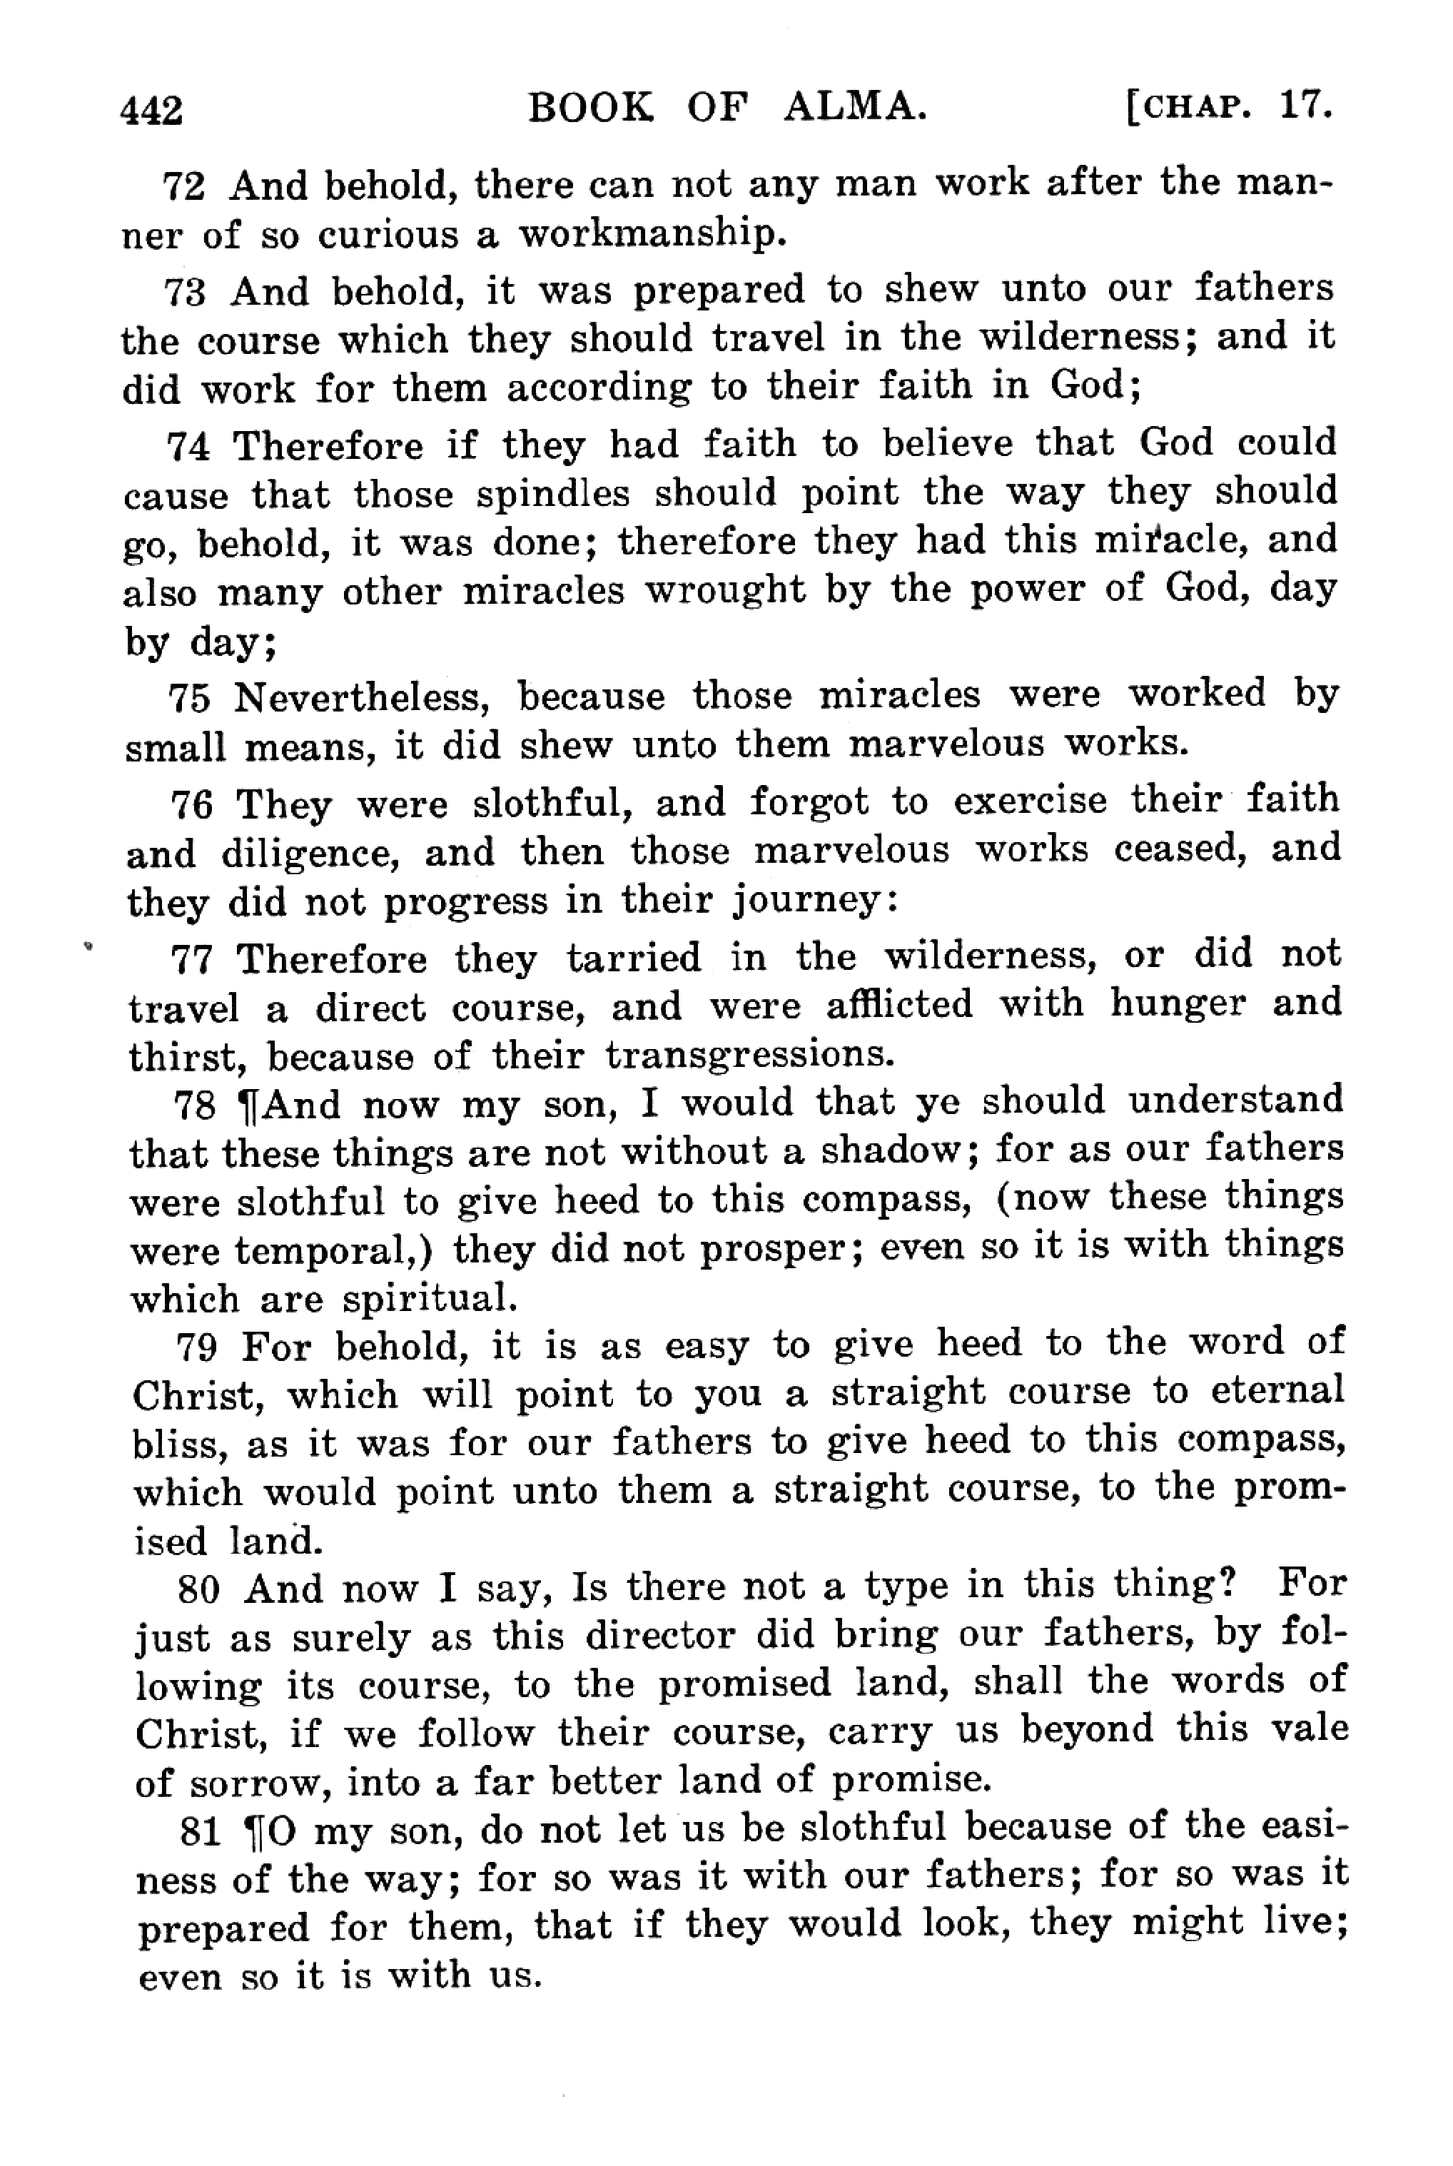 442 BOOK OF ALMA. [CHAP. 17.
72 And behold, there can not any man work after the man-
ner of so curious a workmanship.
73 And behold, it was prepared to shew unto our fathers
the course which they should travel in the wilderness; and it
did work for them according to their faith in God;
74 Therefore if they had faith to believe that God could
cause that those spindles should point the way they should
go, behold, it was done; therefore they had this miracle, and
also many other miracles wrought by the power of God, day
by day;
75 Nevertheless, because those miracles were worked by
small means, it did shew unto them marvelous works.
76 They were slothful, and forgot to exercise their faith
and diligence, and then those marvelous works ceased, and
they did not progress in their journey:
77 Therefore they tarried in the wilderness, or did not
travel a direct course, and were afflicted with hunger and
thirst, because of their transgressions.
78 ¶And now my son, I would that ye should understand
that these things are not without a shadow; for as our fathers
were slothful to give heed to this compass, (now these things
were temporal,) they did not prosper; even so it is with things
which are spiritual.
79 For behold, it is as easy to give heed to the word of
Christ, which will point to you a straight course to eternal
bliss, as it was for our fathers to give heed to this compass,
which would point unto them a straight course, to the prom-
ised land.
80 And now I say, Is there not a type in this thing? For
just as surely as this director did bring our fathers, by fol-
lowing its course, to the promised land, shall the words of
Christ, if we follow their course, carry us beyond this vale
of sorrow, into a far better land of promise.
81 ¶O my son, do not let us be slothful because of the easi-
ness of the way; for so was it with our fathers; for so was it
prepared for them, that if they would look, they might live;
even so it is with us.